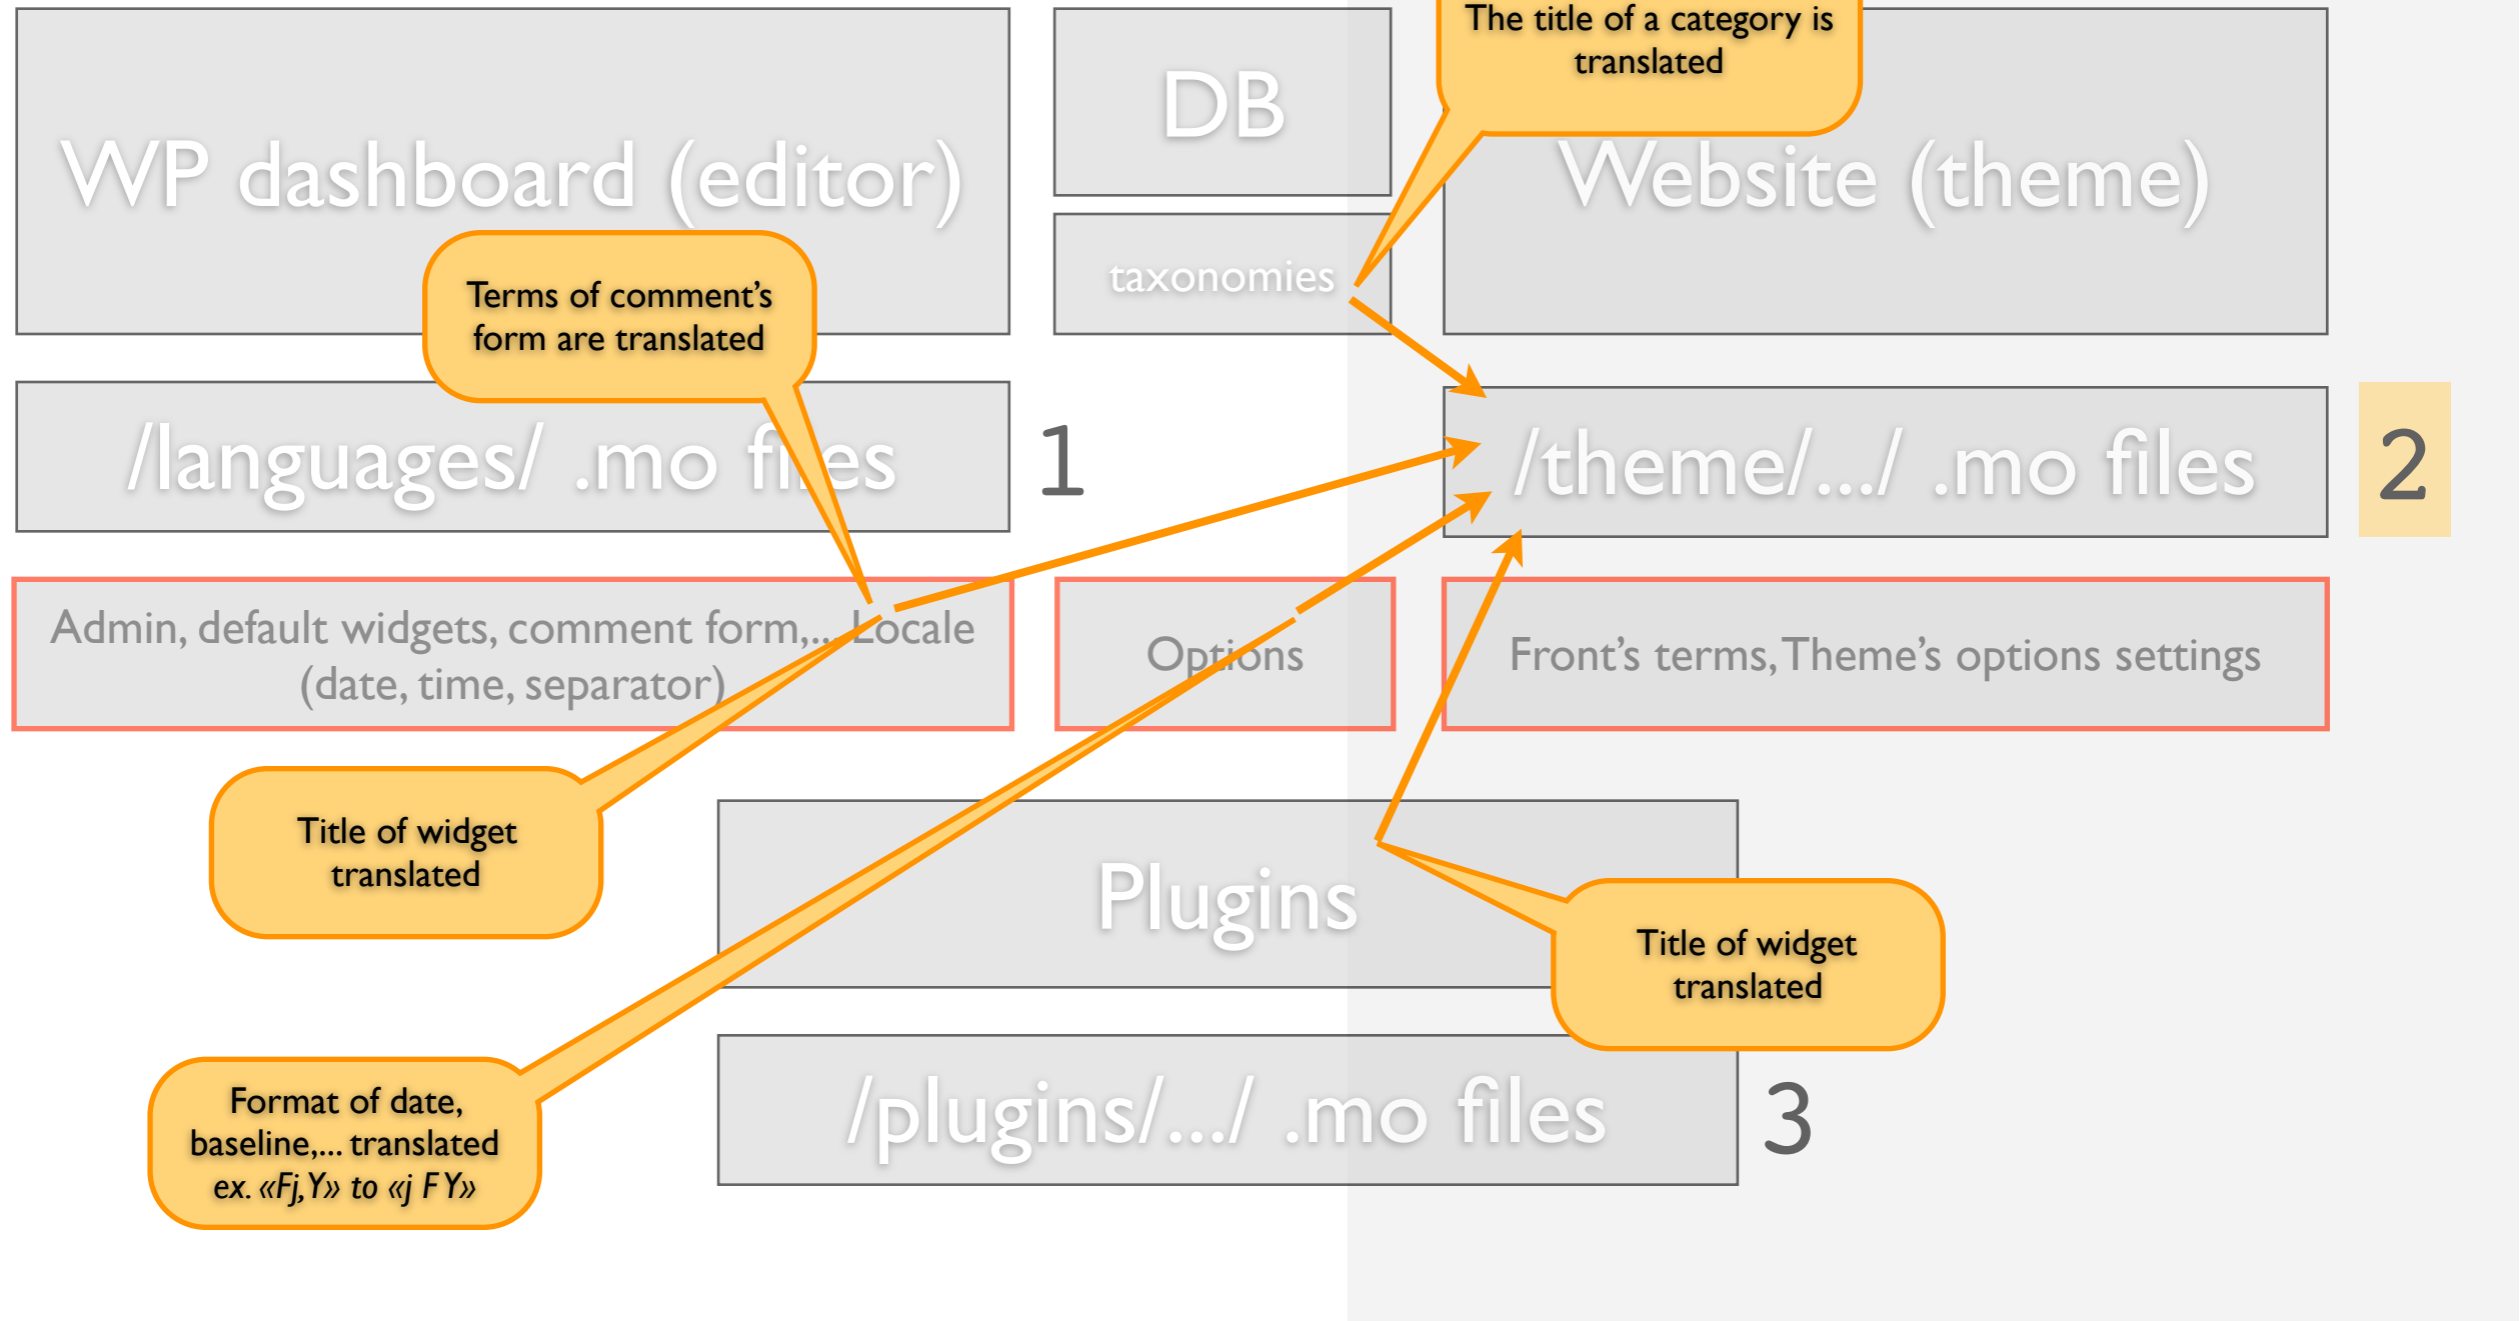 The title of a category is
translated
DB
WP dashboard (editor)
Website (theme)
taxonomies
Terms of comment's
form are translated
/languages/ .mo files
1
/theme/.../ .mo files
2
Admin, default widgets, comment form,... Locale
(date, time, separator)
Options
Front's terms, Theme's options settings
Title of widget
translated
Plugins
Title of widget
translated
Format of date,
baseline,... translated
ex. «Fj, Y» to «j F Y»
/plugins/.../ .mo files
3